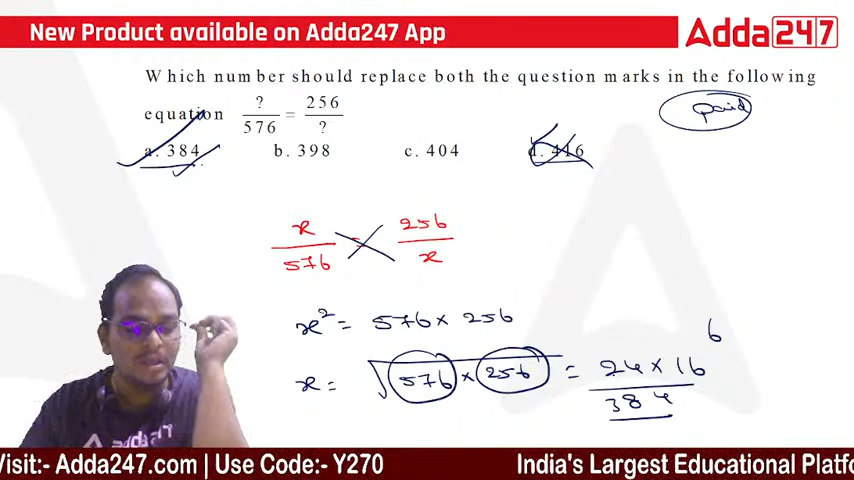 New Product available on Adda247 App
Adda247
Which number should replace both the question marks in the following
equation ?/576 = 256/?
paid
a. 384 b. 398 c. 404 d. 416
x/576 = 256/x
x² = 576 × 256
6
x = √576 × 256 = 24 × 16
384
Visit:- Adda247.com | Use Code:- Y270 India's Largest Educational Platfo